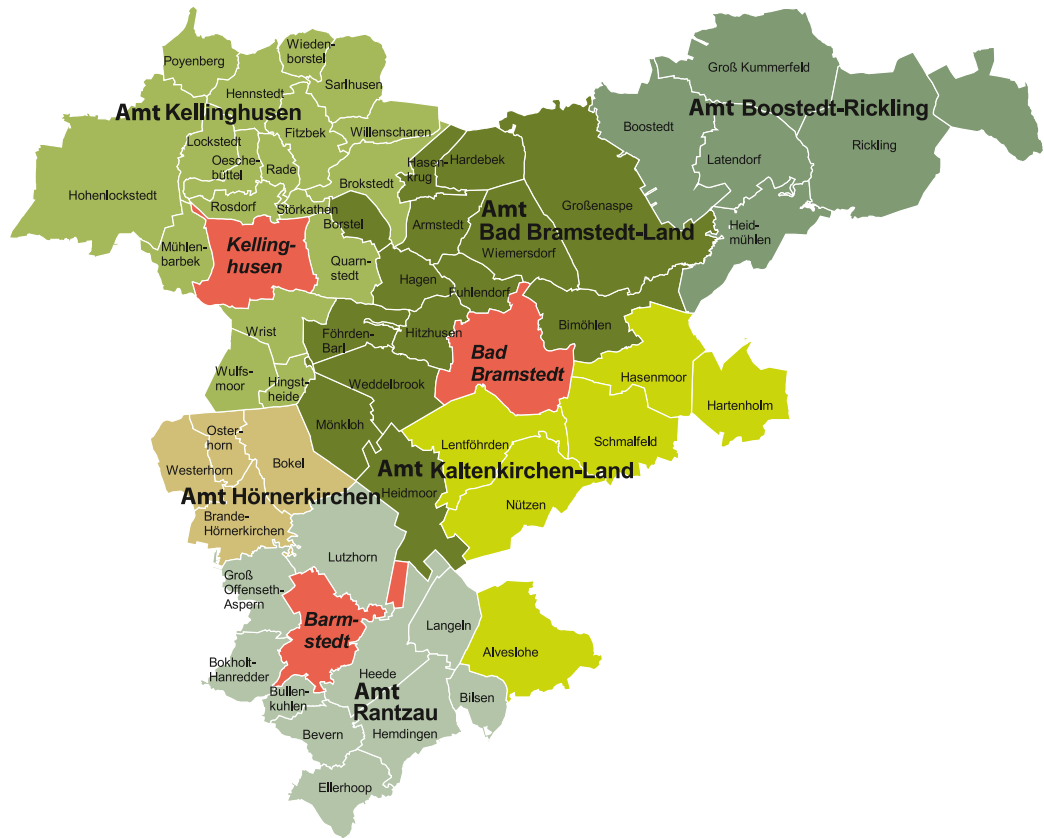 Poyenberg
Wieden-
borstel
Sarlhusen
Hennstedt
Amt Kellinghusen
Fitzbek
Willenscharen
Lockstedt
Oesche-
büttel
Rade
Hohenlockstedt
Brokstedt
Rosdorf
Störkathen
Mühlen-
barbek
Kelling-
husen
Quarn-
stedt
Wrist
Wulfs-
moor
Hingst-
heide
Groß Kummerfeld
Amt Boostedt-Rickling
Boostedt
Latendorf
Rickling
Heid-
mühlen
Hasen-
krug
Hardebek
Borstel
Armstedt
Großenaspe
Amt
Bad Bramstedt-Land
Wiemersdorf
Hagen
Fuhlendorf
Föhrden-
Barl
Hitzhusen
Bimöhlen
Weddelbrook
Bad
Bramstedt
Mönkloh
Heidmoor
Hasenmoor
Hartenholm
Lentföhrden
Schmalfeld
Amt Kaltenkirchen-Land
Nützen
Alveslohe
Oster-
horn
Westerhorn
Bokel
Amt Hörnerkirchen
Brande-
Hörnerkirchen
Lutzhorn
Groß
Offenseth-
Aspern
Barm-
stedt
Langeln
Bokholt-
Hanredder
Heede
Bullen-
kuhlen
Amt
Rantzau
Bilsen
Bevern
Hemdingen
Ellerhoop